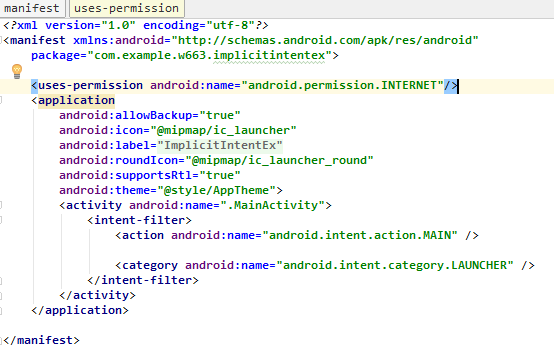 manifest uses-permission
<?xml version="1.0" encoding="utf-8"?>
<manifest xmlns:android="http://schemas.android.com/apk/res/android"
    package="com.example.w663.implicitintentex">

    <uses-permission android:name="android.permission.INTERNET"/>
    <application
        android:allowBackup="true"
        android:icon="@mipmap/ic_launcher"
        android:label="ImplicitIntentEx"
        android:roundIcon="@mipmap/ic_launcher_round"
        android:supportsRtl="true"
        android:theme="@style/AppTheme">
        <activity android:name=".MainActivity">
            <intent-filter>
                <action android:name="android.intent.action.MAIN" />

                <category android:name="android.intent.category.LAUNCHER" />
            </intent-filter>
        </activity>
    </application>

</manifest>